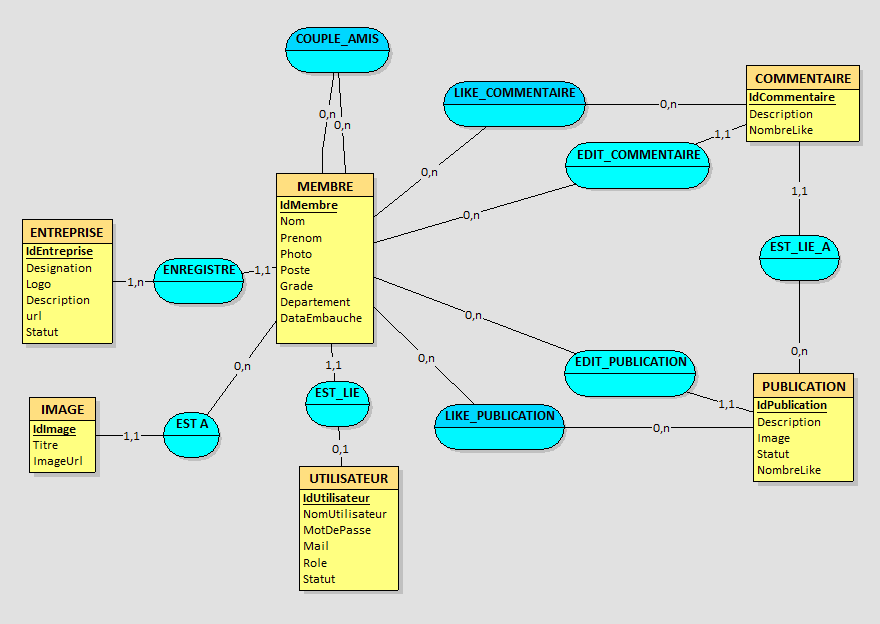 COUPLE_AMIS
0,n
0,n
LIKE_COMMENTAIRE
0,n
0,n
COMMENTAIRE
IdCommentaire
Description
NombreLike
EDIT_COMMENTAIRE
1,1
0,n
MEMBRE
IdMembre
Nom
Prenom
Photo
Poste
Grade
Departement
DataEmbauche
ENTREPRISE
IdEntreprise
Designation
Logo
Description
url
Statut
1,n
ENREGISTRE
1,1
1,1
EST_LIE_A
0,n
0,n
EDIT_PUBLICATION
1,1
0,n
LIKE_PUBLICATION
0,n
PUBLICATION
IdPublication
Description
Image
Statut
NombreLike
0,n
EST A
1,1
IMAGE
IdImage
Titre
ImageUrl
1,1
EST_LIE
0,1
UTILISATEUR
IdUtilisateur
NomUtilisateur
MotDePasse
Mail
Role
Statut